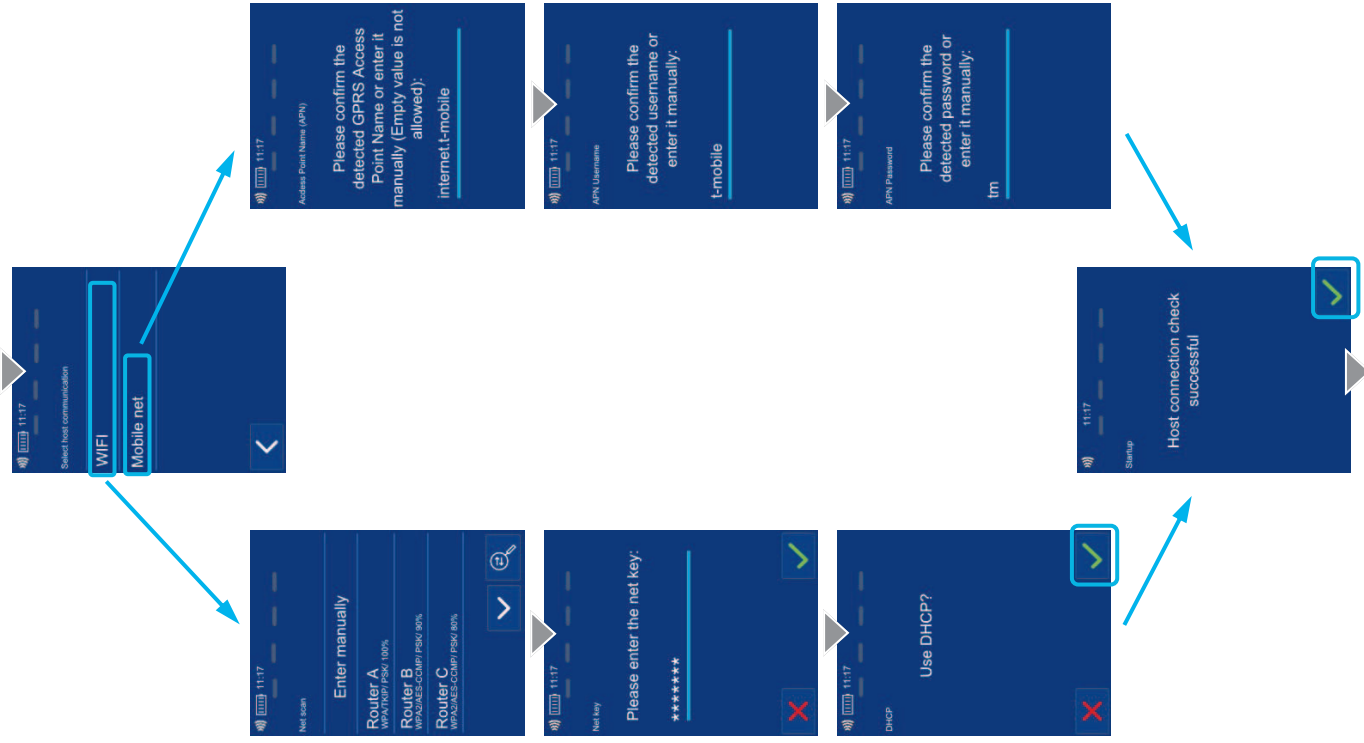 11:17
Select host communication
WIFI
Mobile net
11:17
Net scan
Enter manually
Router A
WPA/TKIP/ PSK/ 100%
Router B
WPA2/AES-CCMP/ PSK/ 90%
Router C
WPA2/AES-CCMP/ PSK/ 80%
11:17
Net key
Please enter the net key:
********
11:17
DHCP
Use DHCP?
11:17
Acdess Point Name (APN)
Please confirm the
detected GPRS Access
Point Name or enter it
manually (Empty value is not
allowed):
internet.t-mobile
11:17
APN Username
Please confirm the
detected username or
enter it manually:
t-mobile
11:17
APN Password
Please confirm the
detected password or
enter it manually:
tm
11:17
Startup
Host connection check
successful